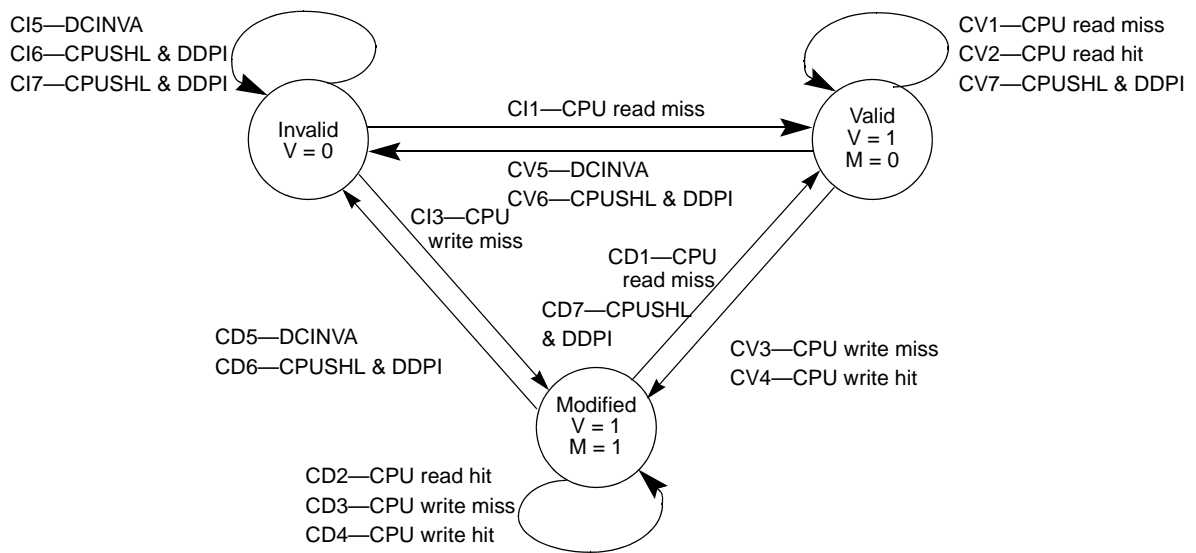 CI5—DCINVA
CI6—CPUSHL & DDPI
CI7—CPUSHL & DDPI
CV1—CPU read miss
CV2—CPU read hit
CV7—CPUSHL & DDPI
Invalid
V = 0
CI1—CPU read miss
Valid
V = 1
M = 0
CV5—DCINVA
CV6—CPUSHL & DDPI
CI3—CPU
write miss
CD1—CPU
read miss
CD7—CPUSHL
& DDPI
CD5—DCINVA
CD6—CPUSHL & DDPI
CV3—CPU write miss
CV4—CPU write hit
Modified
V = 1
M = 1
CD2—CPU read hit
CD3—CPU write miss
CD4—CPU write hit